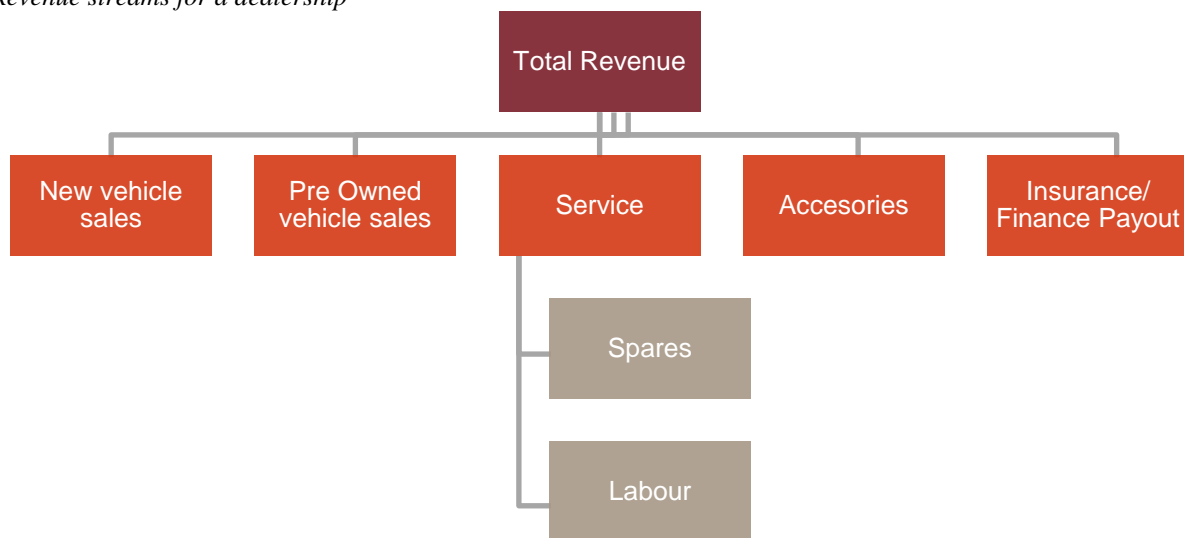 Revenue streams for a dealership
Total Revenue
New vehicle
sales
Pre Owned
vehicle sales
Service
Accesories
Insurance/
Finance Payout
Spares
Labour